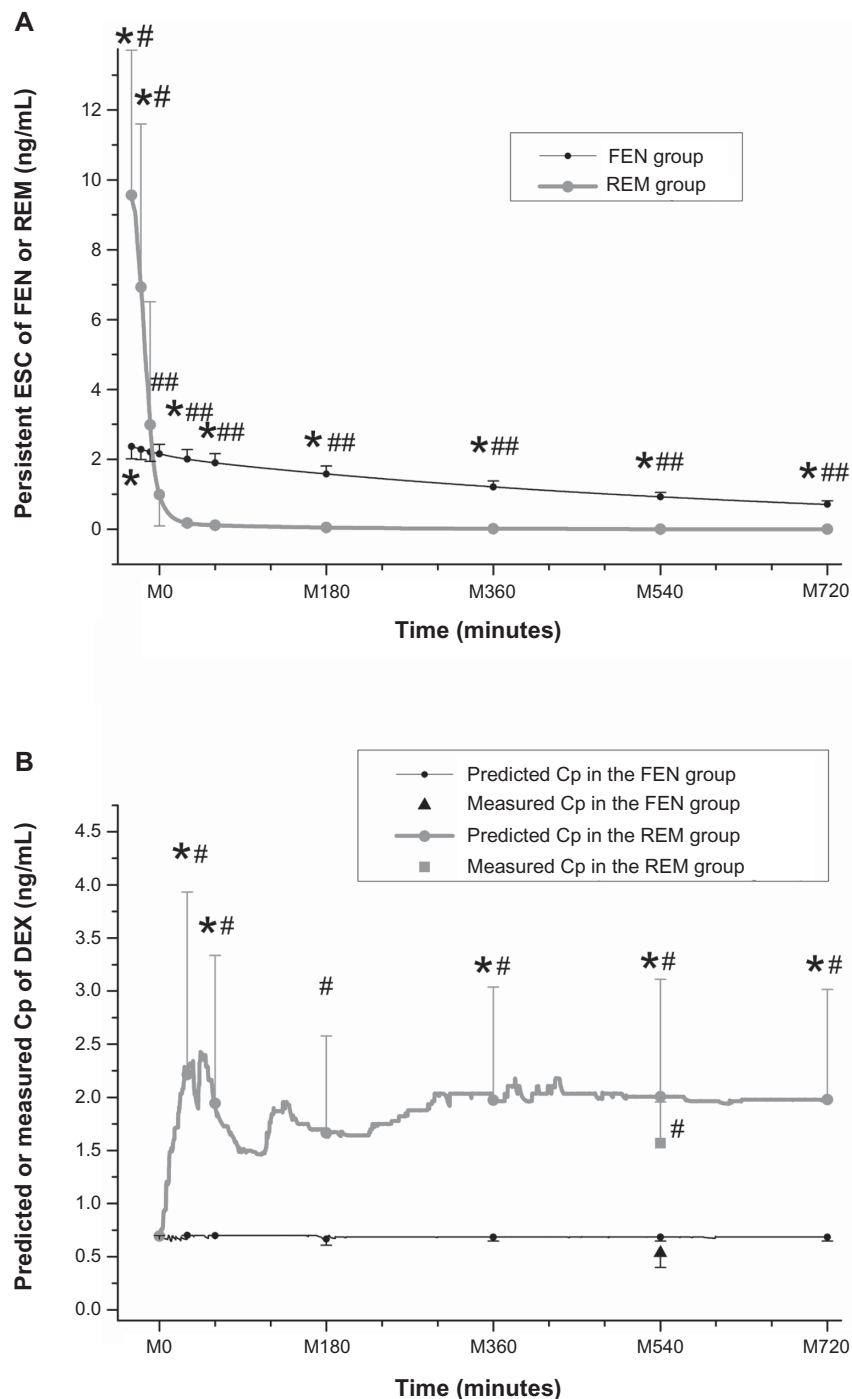 A
Persistent ESC of FEN or REM (ng/mL)
12
10
8
6
4
2
0
*#
*#
##
*##
*##
*##
*##
*##
*##
*
FEN group
REM group
M0
M180
M360
M540
M720
Time (minutes)
B
Predicted or measured Cp of DEX (ng/mL)
Predicted Cp in the FEN group
Measured Cp in the FEN group
Predicted Cp in the REM group
Measured Cp in the REM group
4.5
4.0
3.5
3.0
2.5
2.0
1.5
1.0
0.5
0.0
*#
*#
#
*#
*#
*#
#
M0
M180
M360
M540
M720
Time (minutes)